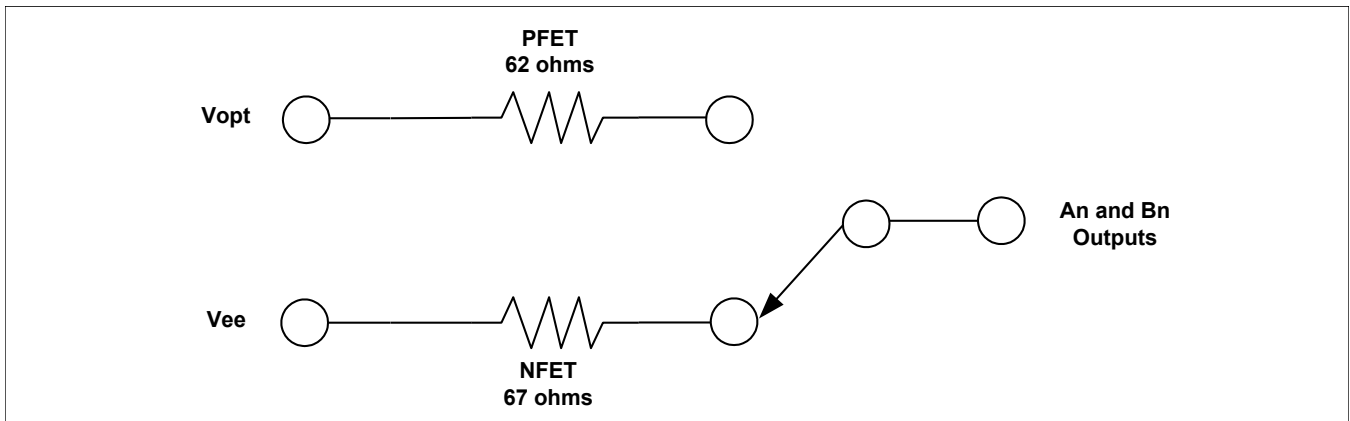 PFET
62 ohms
Vopt
An and Bn
Outputs
Vee
NFET
67 ohms